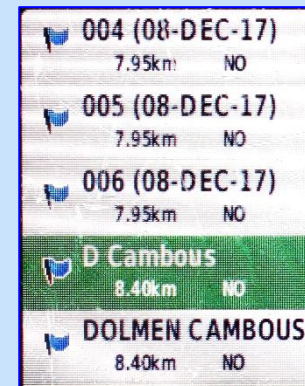 004 (08-DEC-17)
7.95km NO
005 (08-DEC-17)
7.95km NO
006 (08-DEC-17)
7.95km NO
D Cambous
8.40km NO
DOLMEN CAMBOUS
8.40km NO